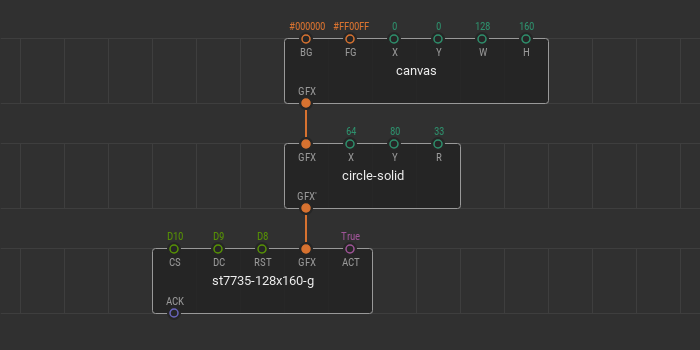 #000000 #FF00FF 0 0 128 160
BG FG X Y W H
canvas
GFX
64 80 33
GFX X Y R
circle-solid
GFX'
D10 D9 D8 True
CS DC RST GFX ACT
st7735-128x160-g
ACK